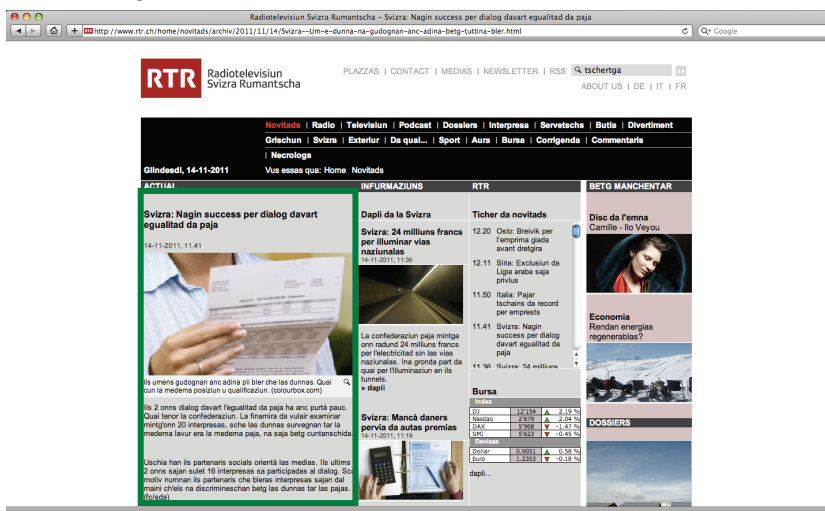 Radiotelevisiun Svizra Rumantscha – Svizra: Nagin success per dialog davart egualitad da paja
http://www.rtr.ch/home/novitads/archiv/2011/11/14/Svizra--Um-e-dunna-na-gudognan-anc-adina-betg-tuttina-bler.html
Google
RTR
Radiotelevisiun
Svizra Rumantscha
PLAZZAS | CONTACT | MEDIAS | NEWSLETTER | RSS
tschertga
ABOUT US | DE | IT | FR
Novitads | Radio | Televisiun | Podcast | Dossiers | Interpresa | Servetschs | Butia | Divertiment
Grischun | Svizra | Exteriur | Da qual... | Sport | Aura | Bursa | Corrigenda | Commentaris
| Necrologs
Glindesdi, 14-11-2011
Vus essas qua: Home Novitads
ACTUAL
Svizra: Nagin success per dialog davart
egualitad da paja
14-11-2011, 11.41
Ils umens gudognan anc adina pli bler che las dunnas. Quai
cun la medema posiziun u qualificaziun. (colourbox.com)
Ils 2 onns dialog davart l'egualitad da paja ha anc purtà pauc.
Quai tenor la confederaziun. La finamira da vulair examinar
mintg'onn 20 interpresas, sche las dunnas survegnan tar la
medema lavur era la medema paja, na saja betg cuntanschida.
Uschia han ils partenaris socials orientà las medias. Ils ultims
2 onns sajan sulet 16 interpresas sa participadas al dialog. Sco
motiv numnan ils partenaris che bleras interpresas sajan dal
maini ch'els na discrimineschan betg las dunnas tar las pajas.
(fc/sda)
INFURMAZIUNS
Dapli da la Svizra
Svizra: 24 milliuns francs
per illuminar vias
naziunalas
14-11-2011, 11:36
La confederaziun paja mintga
onn radund 24 milliuns francs
per l'electricitad sin las vias
naziunalas. Ina gronda part da
quai per l'illuminaziun en ils
tunnels.
» dapli
Svizra: Mancà daners
pervia da autas premias
14-11-2011, 11:19
RTR
Ticher da novitads
12.20 Oslo: Breivik per
l'emprima giada
avant dretgira
12.11 Siria: Exclusiun da
Ligia araba saja
privlus
11.50 Italia: Pajar
tschains da record
per emprests
11.41 Svizra: Nagin
success per dialog
davart egualitad da
paja
11.36 Svizra: 24 milliuns
Bursa
Index
DJ 12'154 2.19 %
Nasdaq 2'679 2.04 %
DAX 5'968 -1.47 %
SMI 5'623 -0.45 %
Devisas
Dollar 0.9051 0.58 %
Euro 1.2353 -0.18 %
dapli...
BETG MANCHENTAR
Disc da l'emna
Camille - Ilo Veyou
Economia
Rendan energias
regenerablas?
DOSSIERS